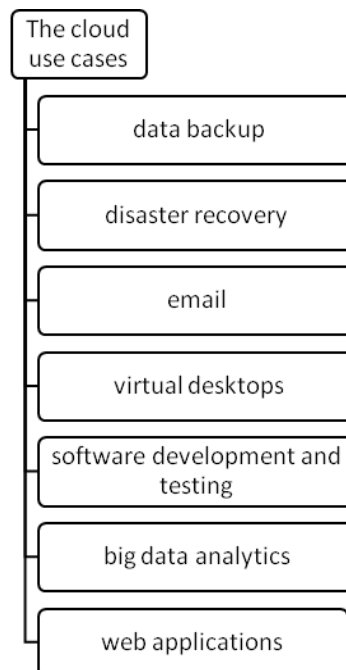 The cloud
use cases
data backup
disaster recovery
email
virtual desktops
software development and
testing
big data analytics
web applications